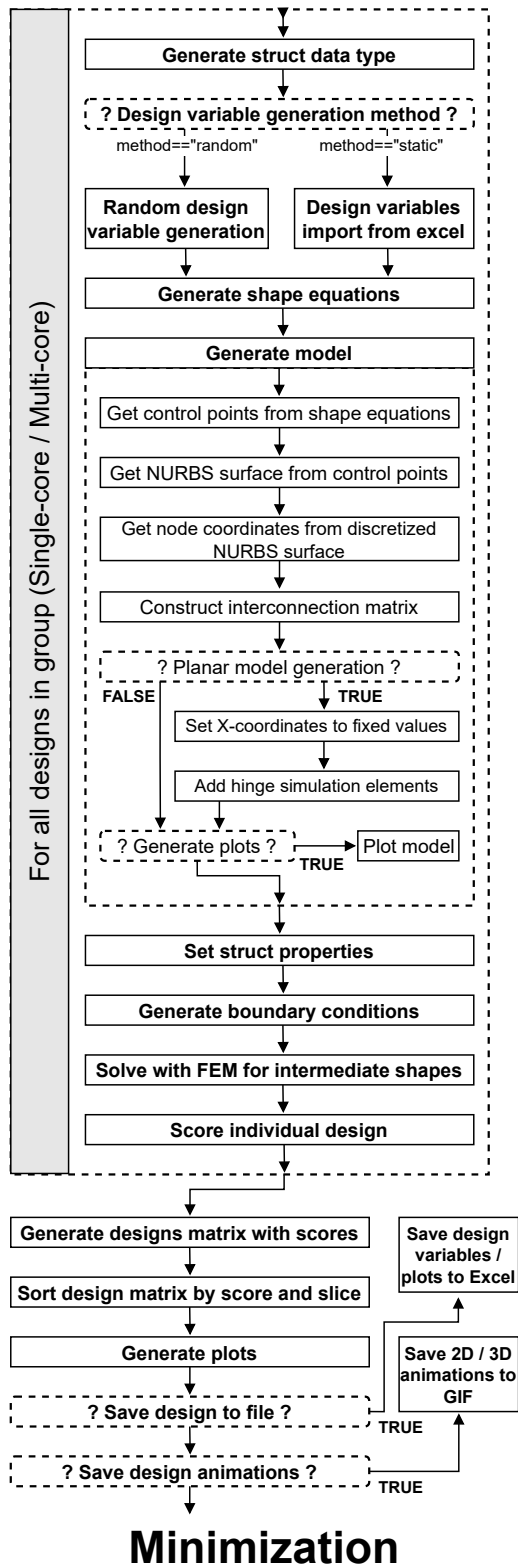 For all designs in group (Single-core / Multi-core)
Generate struct data type
? Design variable generation method ?
method=="random"
method=="static"
Random design
variable generation
Design variables
import from excel
Generate shape equations
Generate model
Get control points from shape equations
Get NURBS surface from control points
Get node coordinates from discretized
NURBS surface
Construct interconnection matrix
? Planar model generation ?
FALSE
TRUE
Set X-coordinates to fixed values
Add hinge simulation elements
? Generate plots ?
TRUE
Plot model
Set struct properties
Generate boundary conditions
Solve with FEM for intermediate shapes
Score individual design
Generate designs matrix with scores
Save design
variables /
plots to Excel
Sort design matrix by score and slice
Generate plots
Save 2D / 3D
animations to
GIF
? Save design to file ?
TRUE
? Save design animations ?
TRUE
Minimization